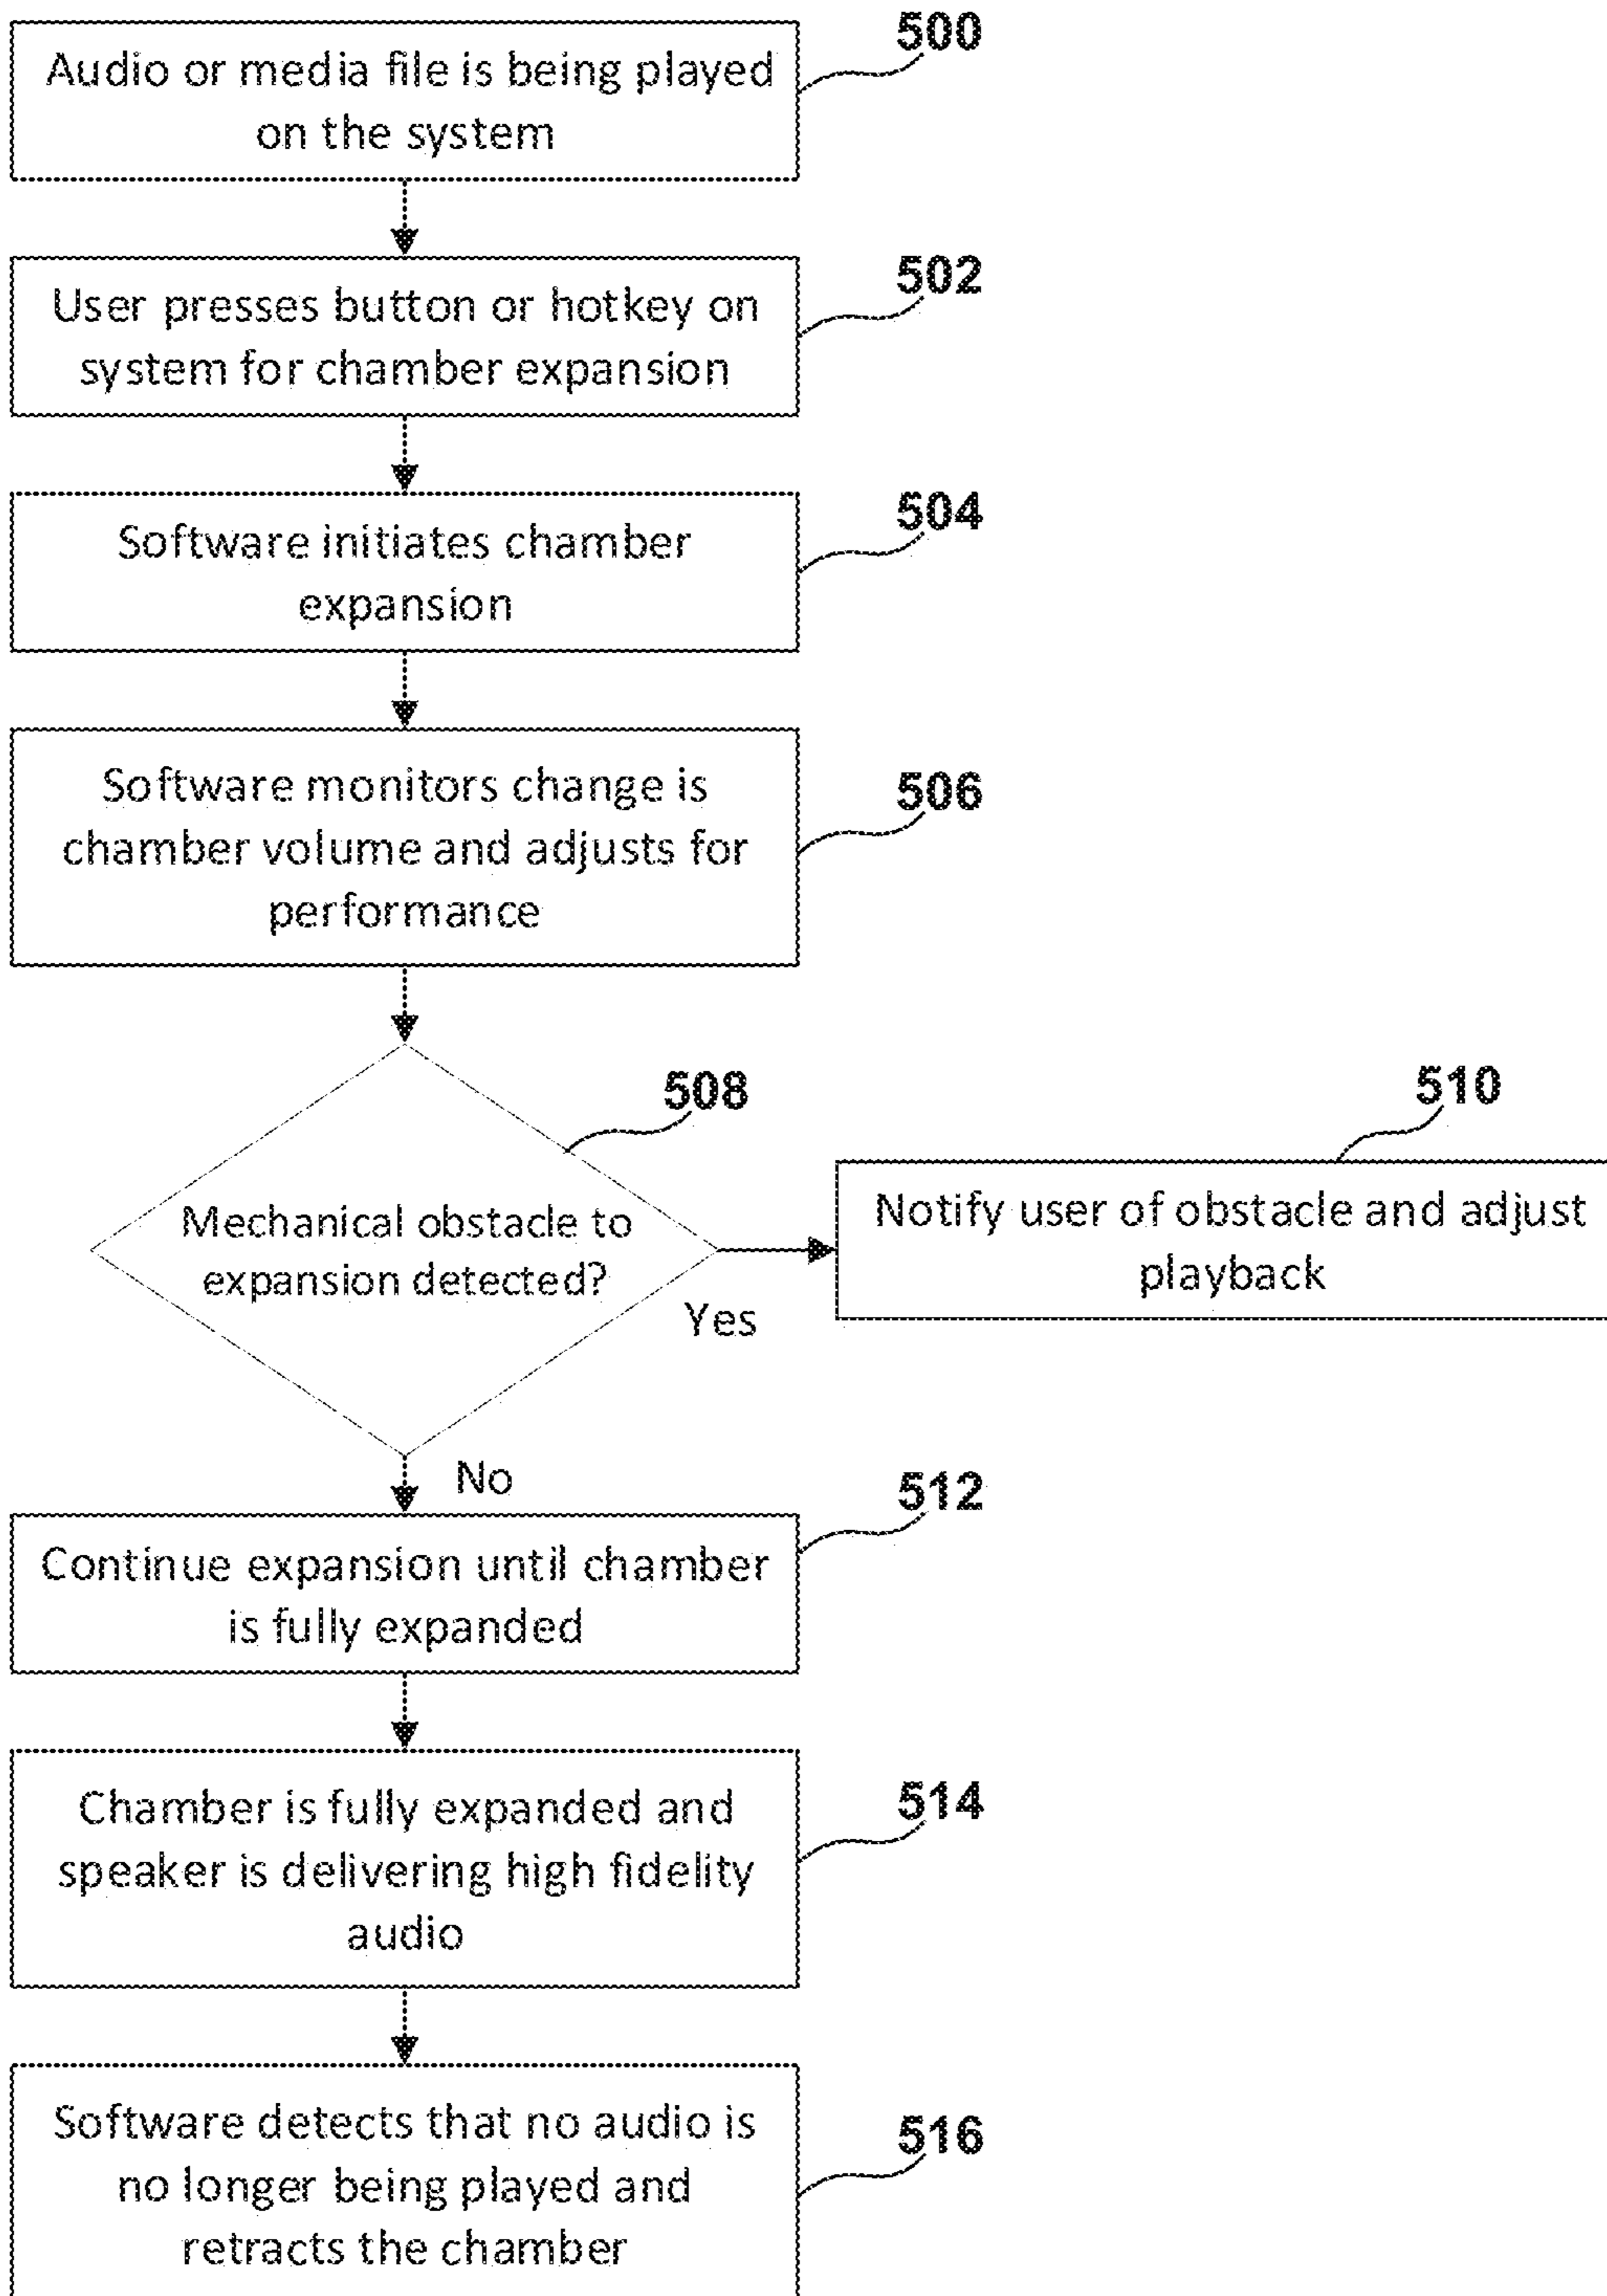 500
Audio or media file is being played
on the system
502
User presses button or hotkey on
system for chamber expansion
504
Software initiates chamber
expansion
506
Software monitors change is
chamber volume and adjusts for
performance
508
Mechanical obstacle to
expansion detected?
Yes
510
Notify user of obstacle and adjust
playback
No
512
Continue expansion until chamber
is fully expanded
514
Chamber is fully expanded and
speaker is delivering high fidelity
audio
516
Software detects that no audio is
no longer being played and
retracts the chamber